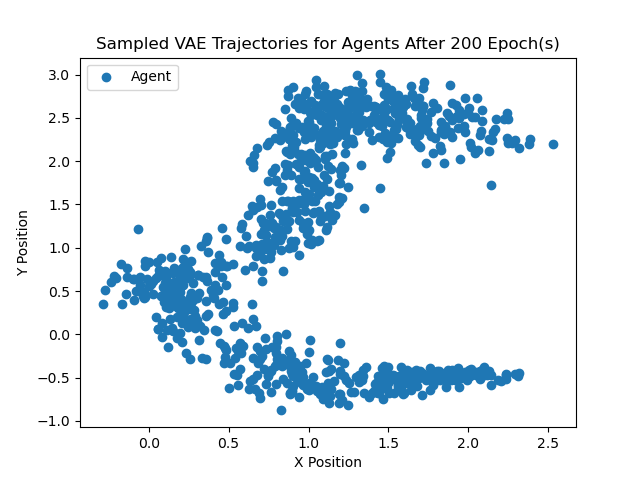 Sampled VAE Trajectories for Agents After 200 Epoch(s)
Agent
3.0
2.5
2.0
1.5
1.0
0.5
0.0
−0.5
−1.0
Y Position
0.0 0.5 1.0 1.5 2.0 2.5
X Position